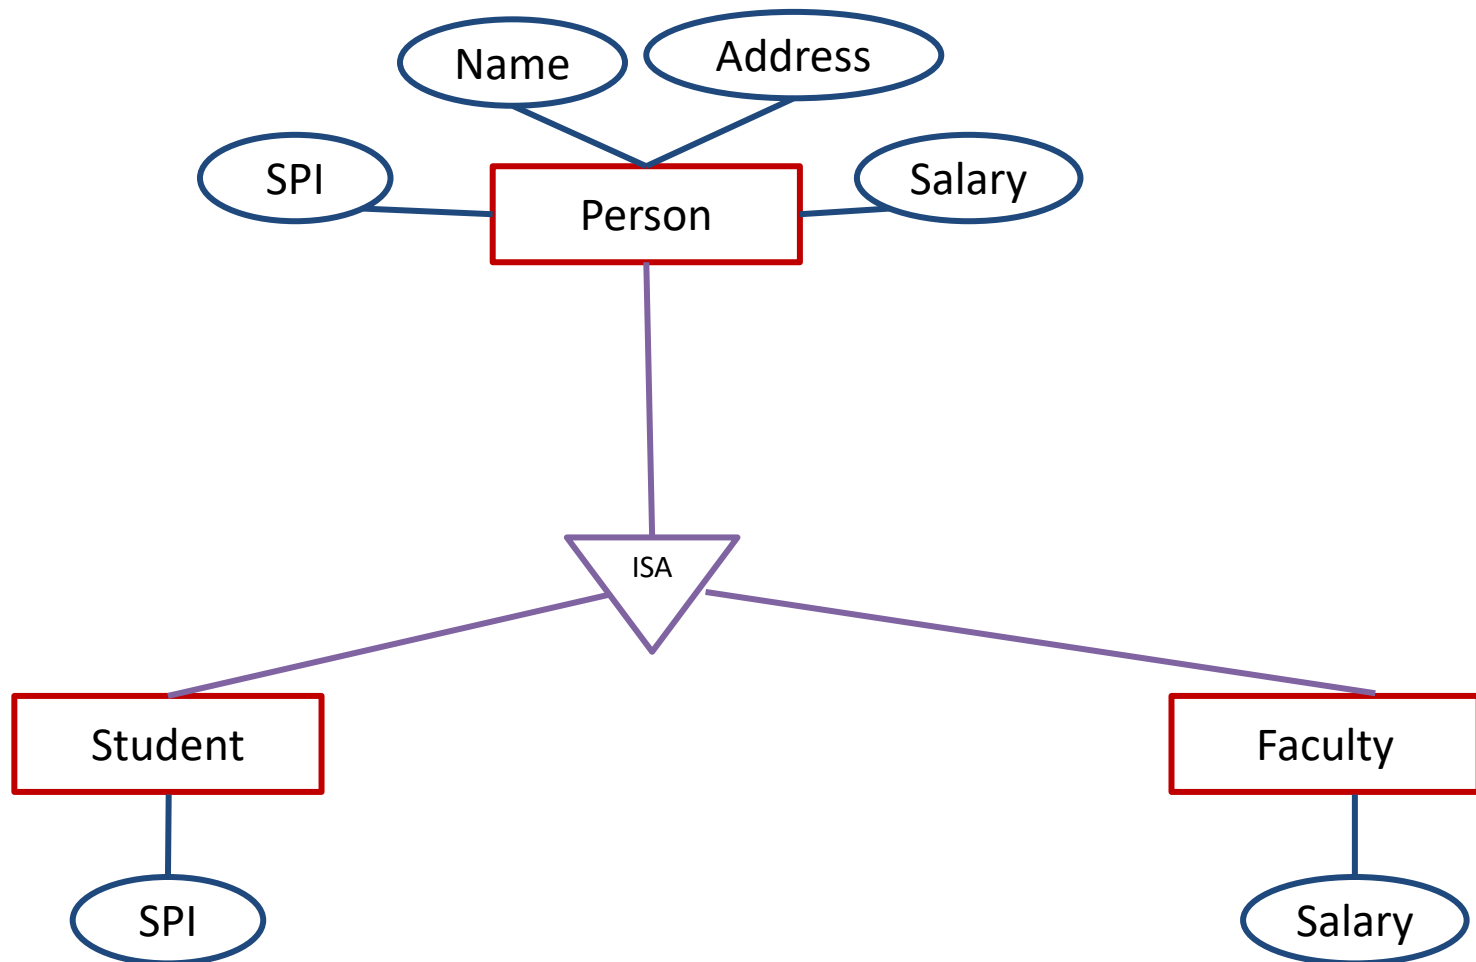 Name
Address
SPI
Person
Salary
ISA
Student
Faculty
SPI
Salary